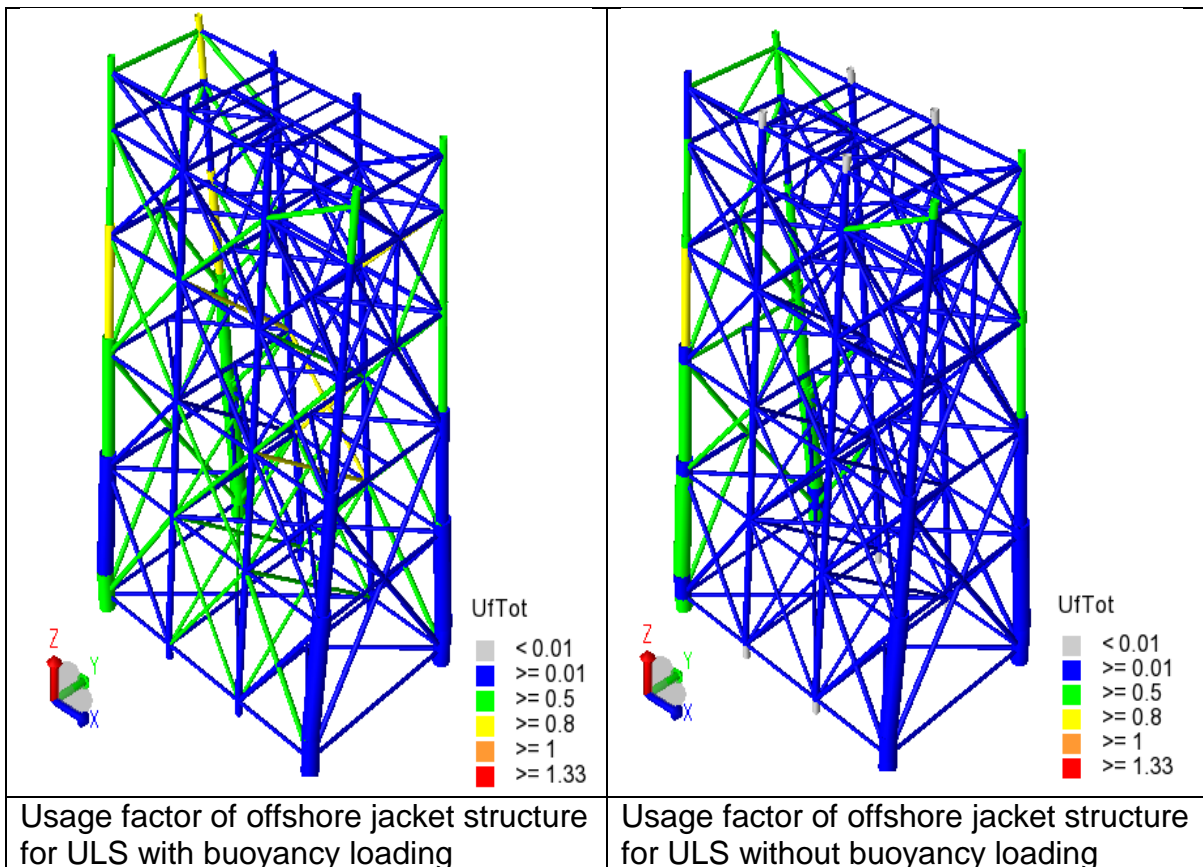 Z
Y
X
UfTot
< 0.01
>= 0.01
>= 0.5
>= 0.8
>= 1
>= 1.33
Usage factor of offshore jacket structure
for ULS with buoyancy loading
Z
Y
X
UfTot
< 0.01
>= 0.01
>= 0.5
>= 0.8
>= 1
>= 1.33
Usage factor of offshore jacket structure
for ULS without buoyancy loading